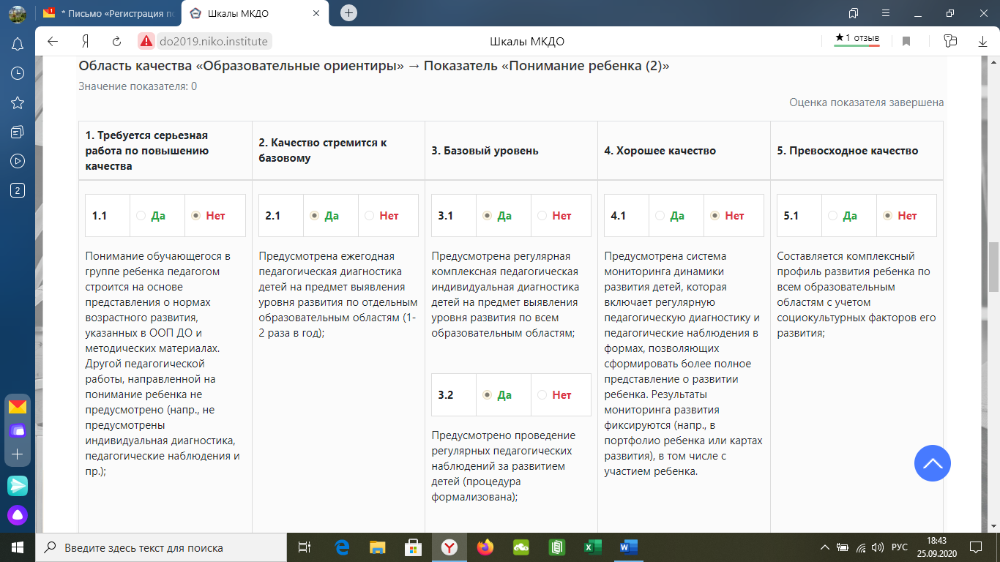 * Письмо «Регистрация по
Шкалы МКДО
do2019.niko.institute
Шкалы МКДО
★ 1 отзыв
Область качества «Образовательные ориентиры» → Показатель «Понимание ребенка (2)»
Значение показателя: 0
Оценка показателя завершена
1. Требуется серьезная
работа по повышению
качества
2. Качество стремится к
базовому
3. Базовый уровень
4. Хорошее качество
5. Превосходное качество
1.1 Да Нет
Понимание обучающегося в
группе ребенка педагогом
строится на основе
представления о нормах
возрастного развития,
указанных в ООП ДО и
методических материалах.
Другой педагогической
работы, направленной на
понимание ребенка не
предусмотрено (напр., не
предусмотрены
индивидуальная диагностика,
педагогические наблюдения и
пр.);
2.1 Да Нет
Предусмотрена ежегодная
педагогическая диагностика
детей на предмет выявления
уровня развития по отдельным
образовательным областям (1-
2 раза в год);
3.1 Да Нет
Предусмотрена регулярная
комплексная педагогическая
индивидуальная диагностика
детей на предмет выявления
уровня развития по всем
образовательным областям;
3.2 Да Нет
Предусмотрено проведение
регулярных педагогических
наблюдений за развитием
детей (процедура
формализована);
4.1 Да Нет
Предусмотрена система
мониторинга динамики
развития детей, которая
включает регулярную
педагогическую диагностику и
педагогические наблюдения в
формах, позволяющих
сформировать более полное
представление о развитии
ребенка. Результаты
мониторинга развития
фиксируются (напр., в
портфолио ребенка или картах
развития), в том числе с
участием ребенка.
5.1 Да Нет
Составляется комплексный
профиль развития ребенка по
всем образовательным
областям с учетом
социокультурных факторов его
развития;
2
Введите здесь текст для поиска
РУС
18:43
25.09.2020